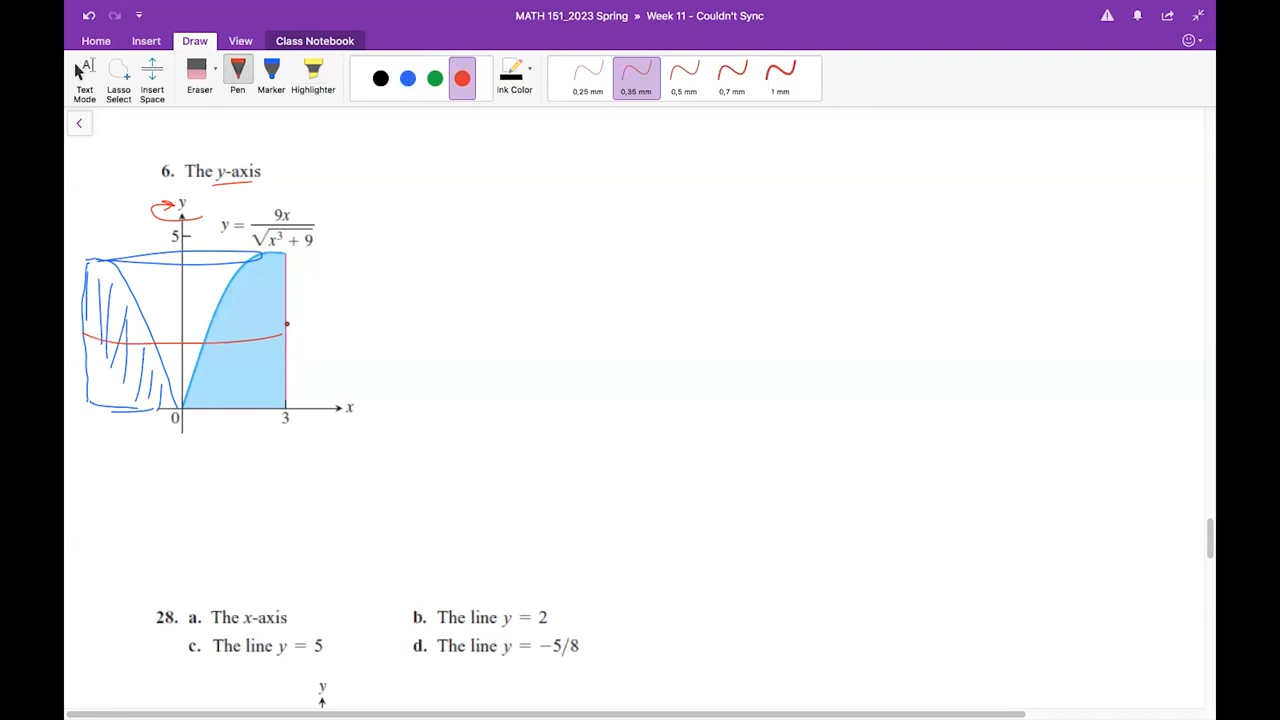 MATH 151_2023 Spring » Week 11 - Couldn't Sync
Home Insert Draw View Class Notebook
Text Mode
Lasso Select
Insert Space
Eraser
Pen
Marker
Highlighter
Ink Color
0,25 mm
0,35 mm
0,5 mm
0,7 mm
1 mm
6. The y-axis
y
y = 9x / √x³ + 9
5
0
3
x
28. a. The x-axis
b. The line y = 2
c. The line y = 5
d. The line y = −5/8
y